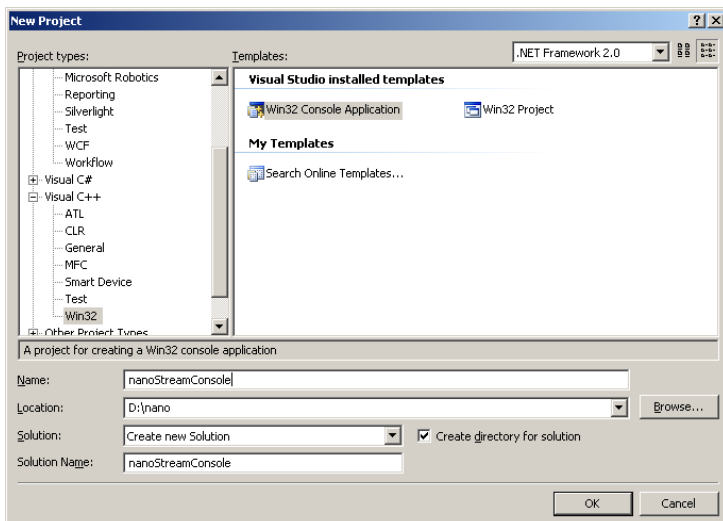 New Project
Project types:
Templates:
.NET Framework 2.0
Microsoft Robotics
Reporting
Silverlight
Test
WCF
Workflow
Visual C#
Visual C++
ATL
CLR
General
MFC
Smart Device
Test
Win32
Other Project Types
Visual Studio installed templates
Win32 Console Application
Win32 Project
My Templates
Search Online Templates...
A project for creating a Win32 console application
Name:
nanoStreamConsole
Location:
D:\nano
Browse...
Solution:
Create new Solution
Create directory for solution
Solution Name:
nanoStreamConsole
OK
Cancel